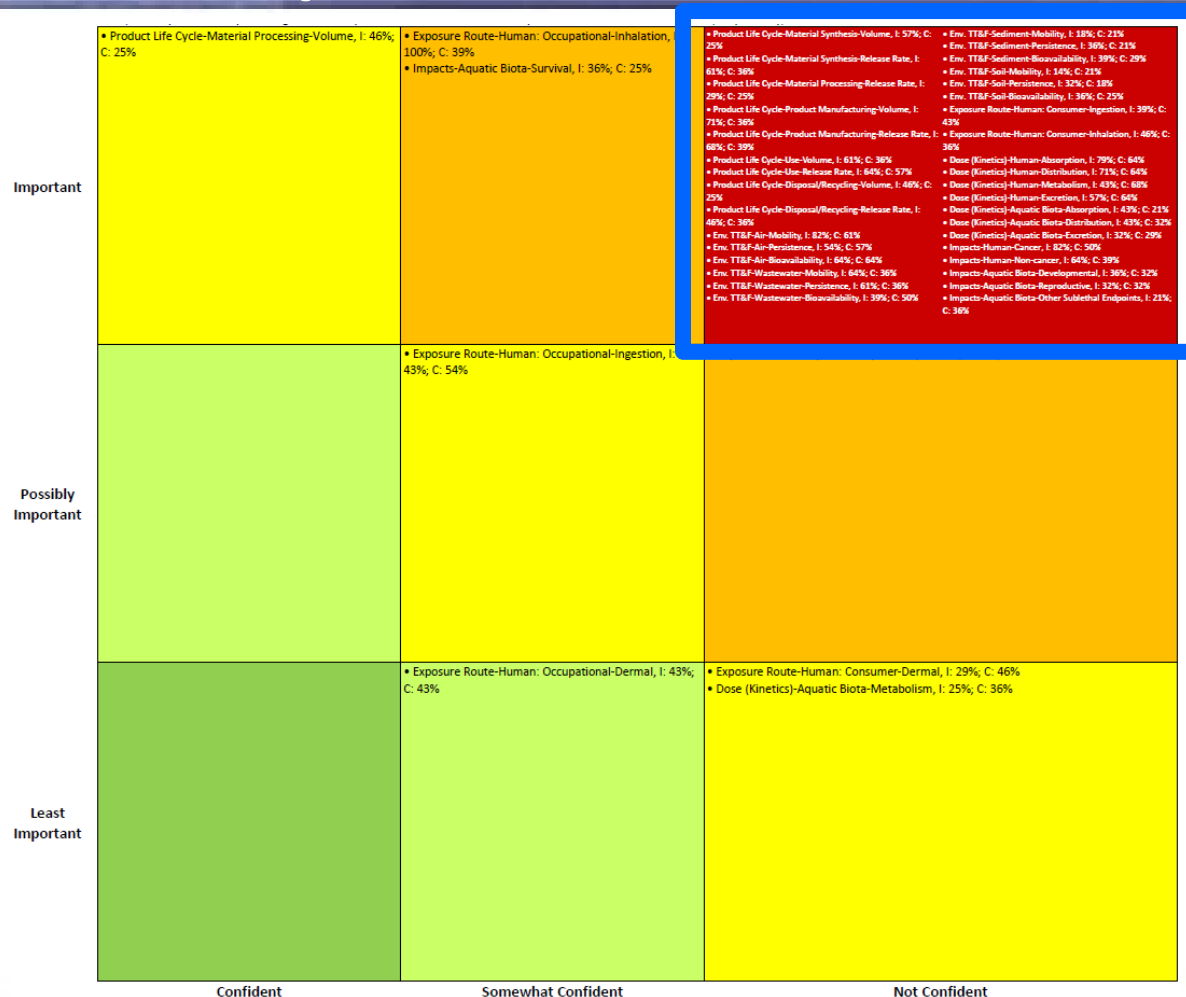 • Product Life Cycle-Material Processing-Volume, I: 46%;
C: 25%
• Exposure Route-Human: Occupational-Inhalation,
100%; C: 39%
• Impacts-Aquatic Biota-Survival, I: 36%; C: 25%
• Product Life Cycle-Material Synthesis-Volume, I: 57%; C:
25%
• Product Life Cycle-Material Synthesis-Release Rate, I:
61%; C: 36%
• Product Life Cycle-Material Processing-Release Rate, I:
29%; C: 25%
• Product Life Cycle-Product Manufacturing-Volume, I:
71%; C: 36%
• Product Life Cycle-Product Manufacturing-Release Rate, I:
68%; C: 39%
• Product Life Cycle-Use-Volume, I: 61%; C: 36%
• Product Life Cycle-Use-Release Rate, I: 64%; C: 57%
• Product Life Cycle-Disposal/Recycling-Volume, I: 46%; C:
25%
• Product Life Cycle-Disposal/Recycling-Release Rate, I:
46%; C: 36%
• Env. TT&F-Air-Mobility, I: 82%; C: 61%
• Env. TT&F-Air-Persistence, I: 54%; C: 57%
• Env. TT&F-Air-Bioavailability, I: 64%; C: 64%
• Env. TT&F-Wastewater-Mobility, I: 64%; C: 36%
• Env. TT&F-Wastewater-Persistence, I: 61%; C: 36%
• Env. TT&F-Wastewater-Bioavailability, I: 39%; C: 50%
• Env. TT&F-Sediment-Mobility, I: 18%; C: 21%
• Env. TT&F-Sediment-Persistence, I: 36%; C: 21%
• Env. TT&F-Sediment-Bioavailability, I: 39%; C: 29%
• Env. TT&F-Soil-Mobility, I: 14%; C: 21%
• Env. TT&F-Soil-Persistence, I: 32%; C: 18%
• Env. TT&F-Soil-Bioavailability, I: 36%; C: 25%
• Exposure Route-Human: Consumer-Ingestion, I: 39%; C:
43%
• Exposure Route-Human: Consumer-Inhalation, I: 46%; C:
36%
• Dose (Kinetics)-Human-Absorption, I: 79%; C: 64%
• Dose (Kinetics)-Human-Distribution, I: 71%; C: 64%
• Dose (Kinetics)-Human-Metabolism, I: 43%; C: 68%
• Dose (Kinetics)-Human-Excretion, I: 57%; C: 64%
• Dose (Kinetics)-Aquatic Biota-Absorption, I: 43%; C: 21%
• Dose (Kinetics)-Aquatic Biota-Distribution, I: 43%; C: 32%
• Dose (Kinetics)-Aquatic Biota-Excretion, I: 32%; C: 29%
• Impacts-Human-Cancer, I: 82%; C: 50%
• Impacts-Human-Non-cancer, I: 64%; C: 39%
• Impacts-Aquatic Biota-Developmental, I: 36%; C: 32%
• Impacts-Aquatic Biota-Reproductive, I: 32%; C: 32%
• Impacts-Aquatic Biota-Other Sublethal Endpoints, I: 21%;
C: 36%
Important
• Exposure Route-Human: Occupational-Ingestion, I:
43%; C: 54%
Possibly
Important
• Exposure Route-Human: Occupational-Dermal, I: 43%;
C: 43%
• Exposure Route-Human: Consumer-Dermal, I: 29%; C: 46%
• Dose (Kinetics)-Aquatic Biota-Metabolism, I: 25%; C: 36%
Least
Important
Confident
Somewhat Confident
Not Confident